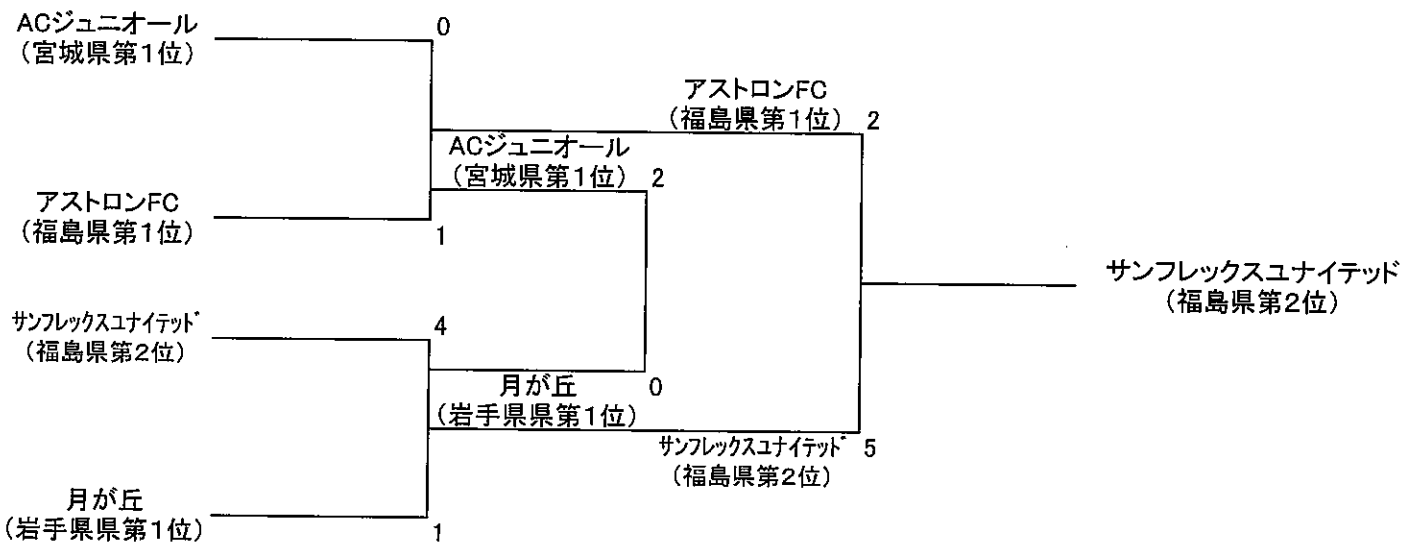 ACジュニオール
(宮城県第1位)
0
アストロンFC
(福島県第1位)
2
ACジュニオール
(宮城県第1位)
2
アストロンFC
(福島県第1位)
1
サンフレックスユナイテッド
(福島県第2位)
サンフレックスユナイテッド
(福島県第2位)
4
月が丘
(岩手県県第1位)
0
サンフレックスユナイテッド
(福島県第2位)
5
月が丘
(岩手県県第1位)
1